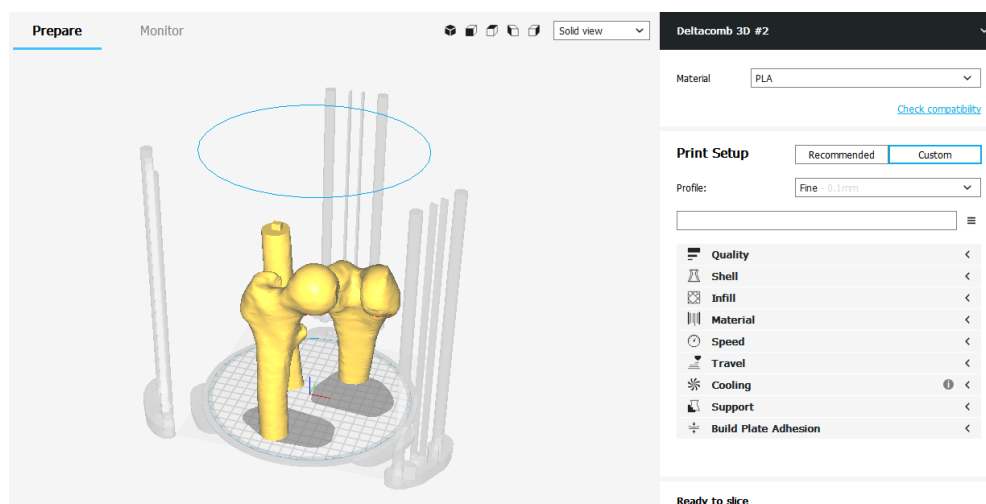 Prepare
Monitor
Solid view
Deltacomb 3D #2
Material
PLA
Check compatibility
Print Setup
Recommended
Custom
Profile:
Fine - 0.1mm
Quality
Shell
Infill
Material
Speed
Travel
Cooling
Support
Build Plate Adhesion
Ready to slice